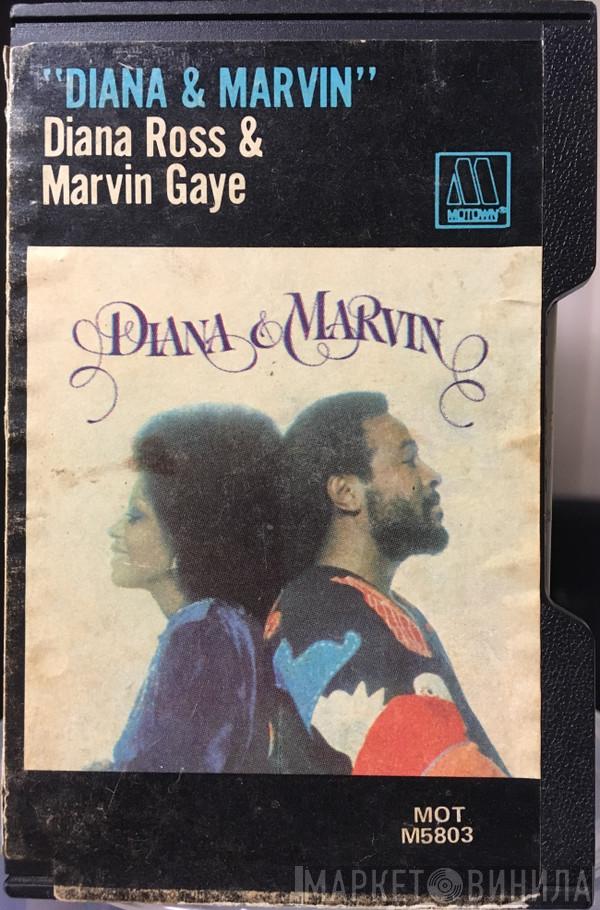 "DIANA & MARVIN"
Diana Ross &
Marvin Gaye
MOTOWN®
DIANA & MARVIN
MOT
M5803
МАРКЕТ ВИНИЛА